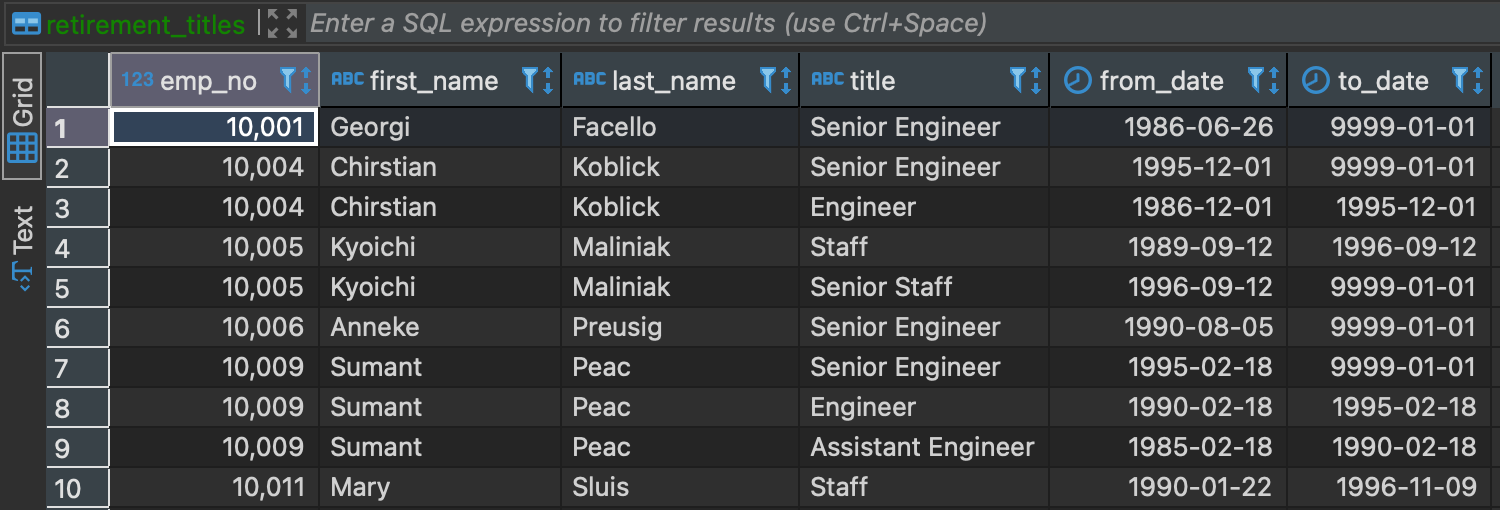 retirement_titles Enter a SQL expression to filter results (use Ctrl+Space)
Grid
Text
123 emp_no ABC first_name ABC last_name ABC title from_date to_date
1 10,001 Georgi Facello Senior Engineer 1986-06-26 9999-01-01
2 10,004 Chirstian Koblick Senior Engineer 1995-12-01 9999-01-01
3 10,004 Chirstian Koblick Engineer 1986-12-01 1995-12-01
4 10,005 Kyoichi Maliniak Staff 1989-09-12 1996-09-12
5 10,005 Kyoichi Maliniak Senior Staff 1996-09-12 9999-01-01
6 10,006 Anneke Preusig Senior Engineer 1990-08-05 9999-01-01
7 10,009 Sumant Peac Senior Engineer 1995-02-18 9999-01-01
8 10,009 Sumant Peac Engineer 1990-02-18 1995-02-18
9 10,009 Sumant Peac Assistant Engineer 1985-02-18 1990-02-18
10 10,011 Mary Sluis Staff 1990-01-22 1996-11-09